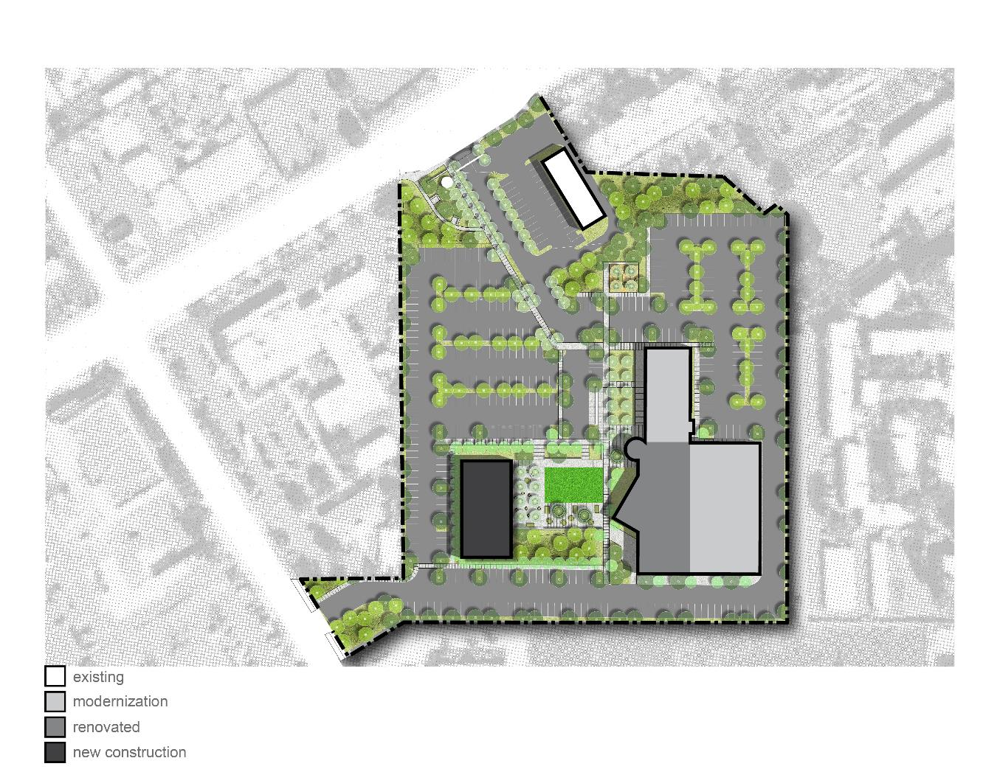 existing
modernization
renovated
new construction